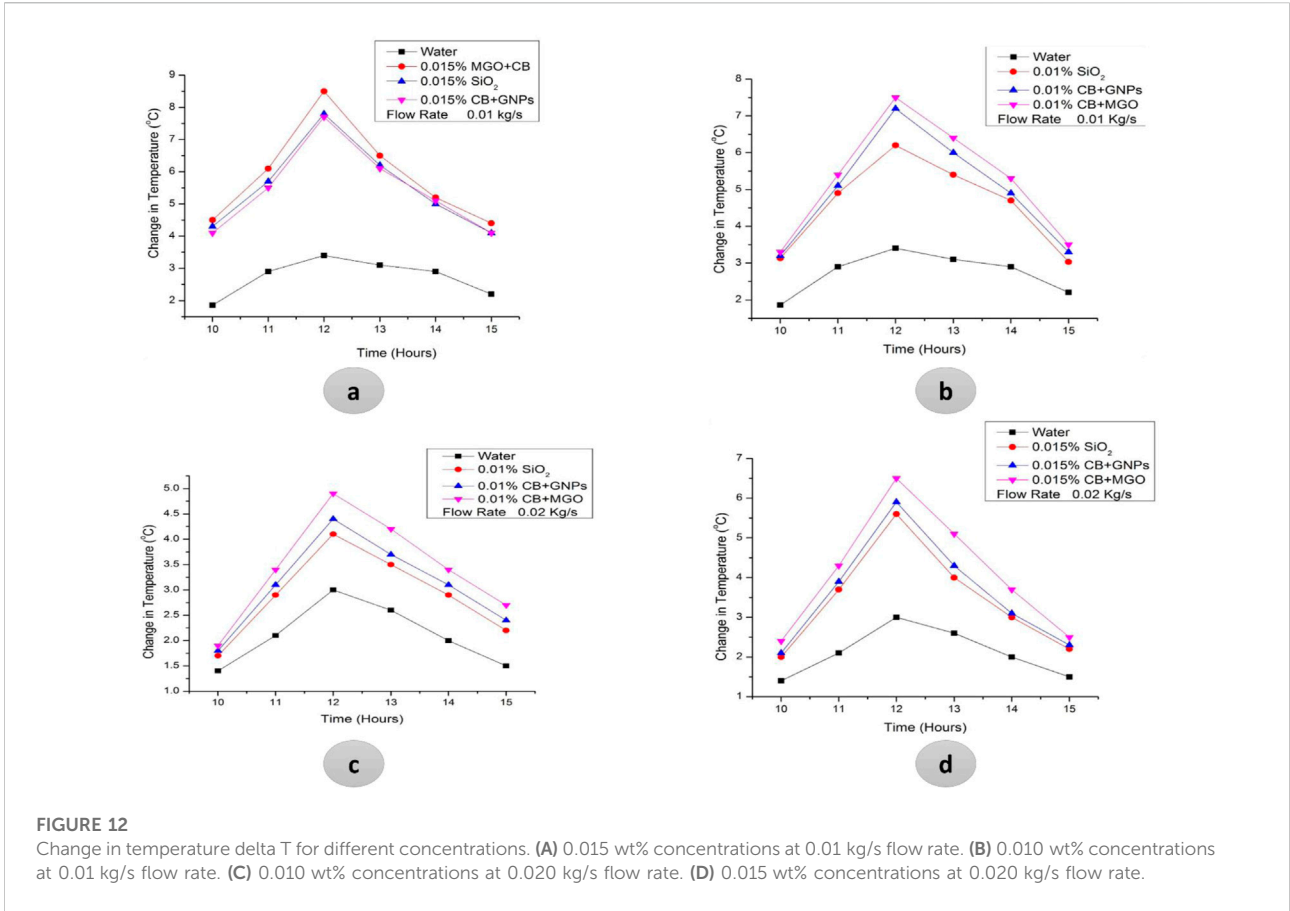 Water
0.015% MGO+CB
0.015% SiO₂
0.015% CB+GNPs
Flow Rate 0.01 kg/s
Change in Temperature (°C)
9
8
7
6
5
4
3
2
10 11 12 13 14 15
Time (Hours)
a
Water
0.01% SiO₂
0.01% CB+GNPs
0.01% CB+MGO
Flow Rate 0.01 Kg/s
Change in Temperature (°C)
8
7
6
5
4
3
2
10 11 12 13 14 15
Time (Hours)
b
Water
0.01% SiO₂
0.01% CB+GNPs
0.01% CB+MGO
Flow Rate 0.02 Kg/s
Change in Temperature (°C)
5.0
4.5
4.0
3.5
3.0
2.5
2.0
1.5
1.0
10 11 12 13 14 15
Time (Hours)
c
Water
0.015% SiO₂
0.015% CB+GNPs
0.015% CB+MGO
Flow Rate 0.02 Kg/s
Change in Temperature (°C)
7
6
5
4
3
2
1
10 11 12 13 14 15
Time (Hours)
d
FIGURE 12
Change in temperature delta T for different concentrations. (A) 0.015 wt% concentrations at 0.01 kg/s flow rate. (B) 0.010 wt% concentrations
at 0.01 kg/s flow rate. (C) 0.010 wt% concentrations at 0.020 kg/s flow rate. (D) 0.015 wt% concentrations at 0.020 kg/s flow rate.